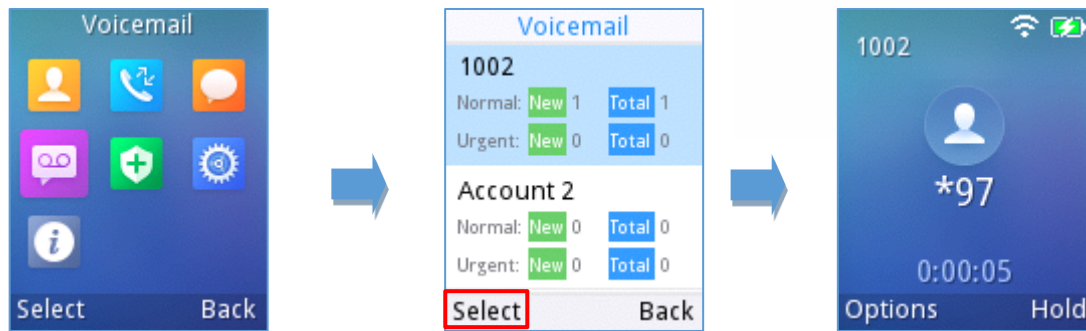 Voicemail
Select Back
Voicemail
1002
Normal: New 1 Total 1
Urgent: New 0 Total 0
Account 2
Normal: New 0 Total 0
Urgent: New 0 Total 0
Select Back
1002
*97
0:00:05
Options Hold